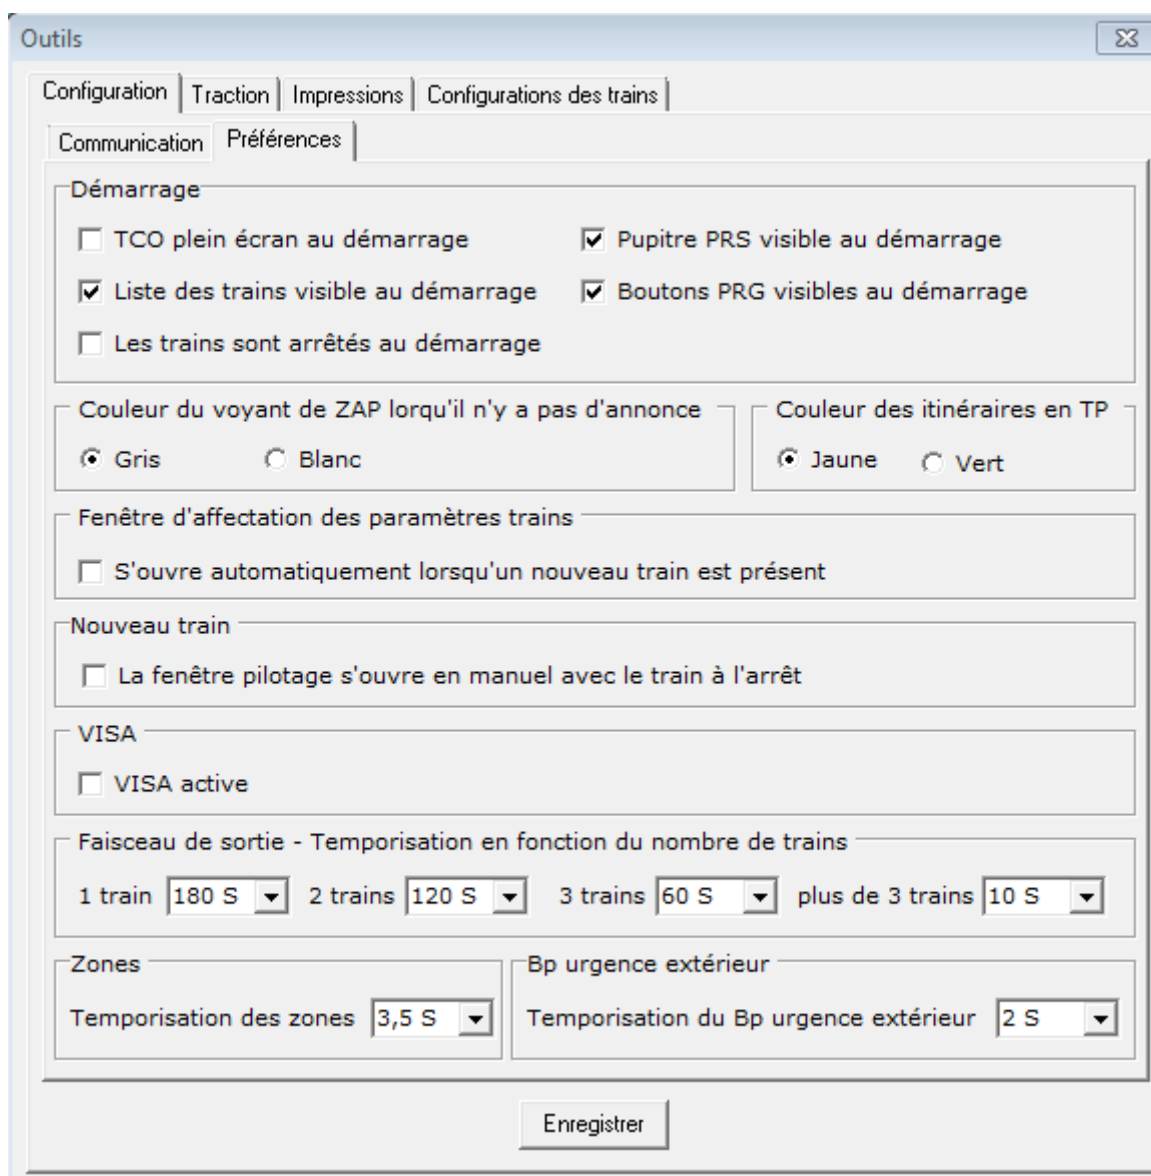 Outils
Configuration Traction Impressions Configurations des trains
Communication Préférences
Démarrage
TCO plein écran au démarrage Pupitre PRS visible au démarrage
Liste des trains visible au démarrage Boutons PRG visibles au démarrage
Les trains sont arrêtés au démarrage
Couleur du voyant de ZAP lorqu'il n'y a pas d'annonce Couleur des itinéraires en TP
Gris Blanc Jaune Vert
Fenêtre d'affectation des paramètres trains
S'ouvre automatiquement lorsqu'un nouveau train est présent
Nouveau train
La fenêtre pilotage s'ouvre en manuel avec le train à l'arrêt
VISA
VISA active
Faisceau de sortie - Temporisation en fonction du nombre de trains
1 train 180 S 2 trains 120 S 3 trains 60 S plus de 3 trains 10 S
Zones Bp urgence extérieur
Temporisation des zones 3,5 S Temporisation du Bp urgence extérieur 2 S
Enregistrer